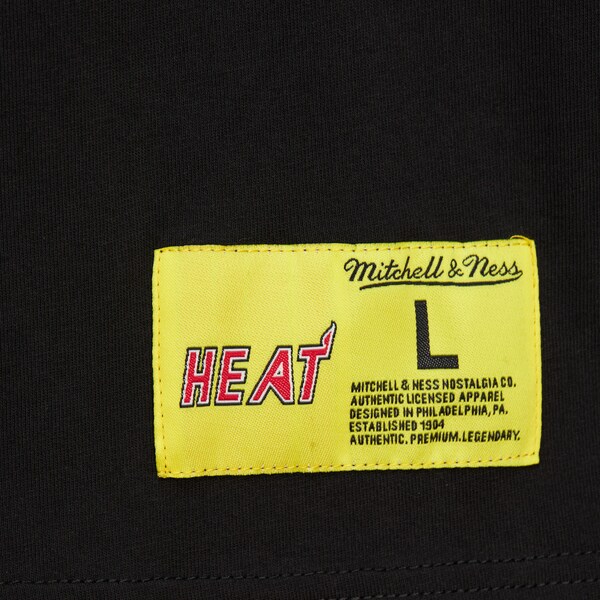 Mitchell & Ness
HEAT
L
MITCHELL & NESS NOSTALGIA CO.
AUTHENTIC LICENSED APPAREL
DESIGNED IN PHILADELPHIA, PA.
ESTABLISHED 1904
AUTHENTIC. PREMIUM. LEGENDARY.